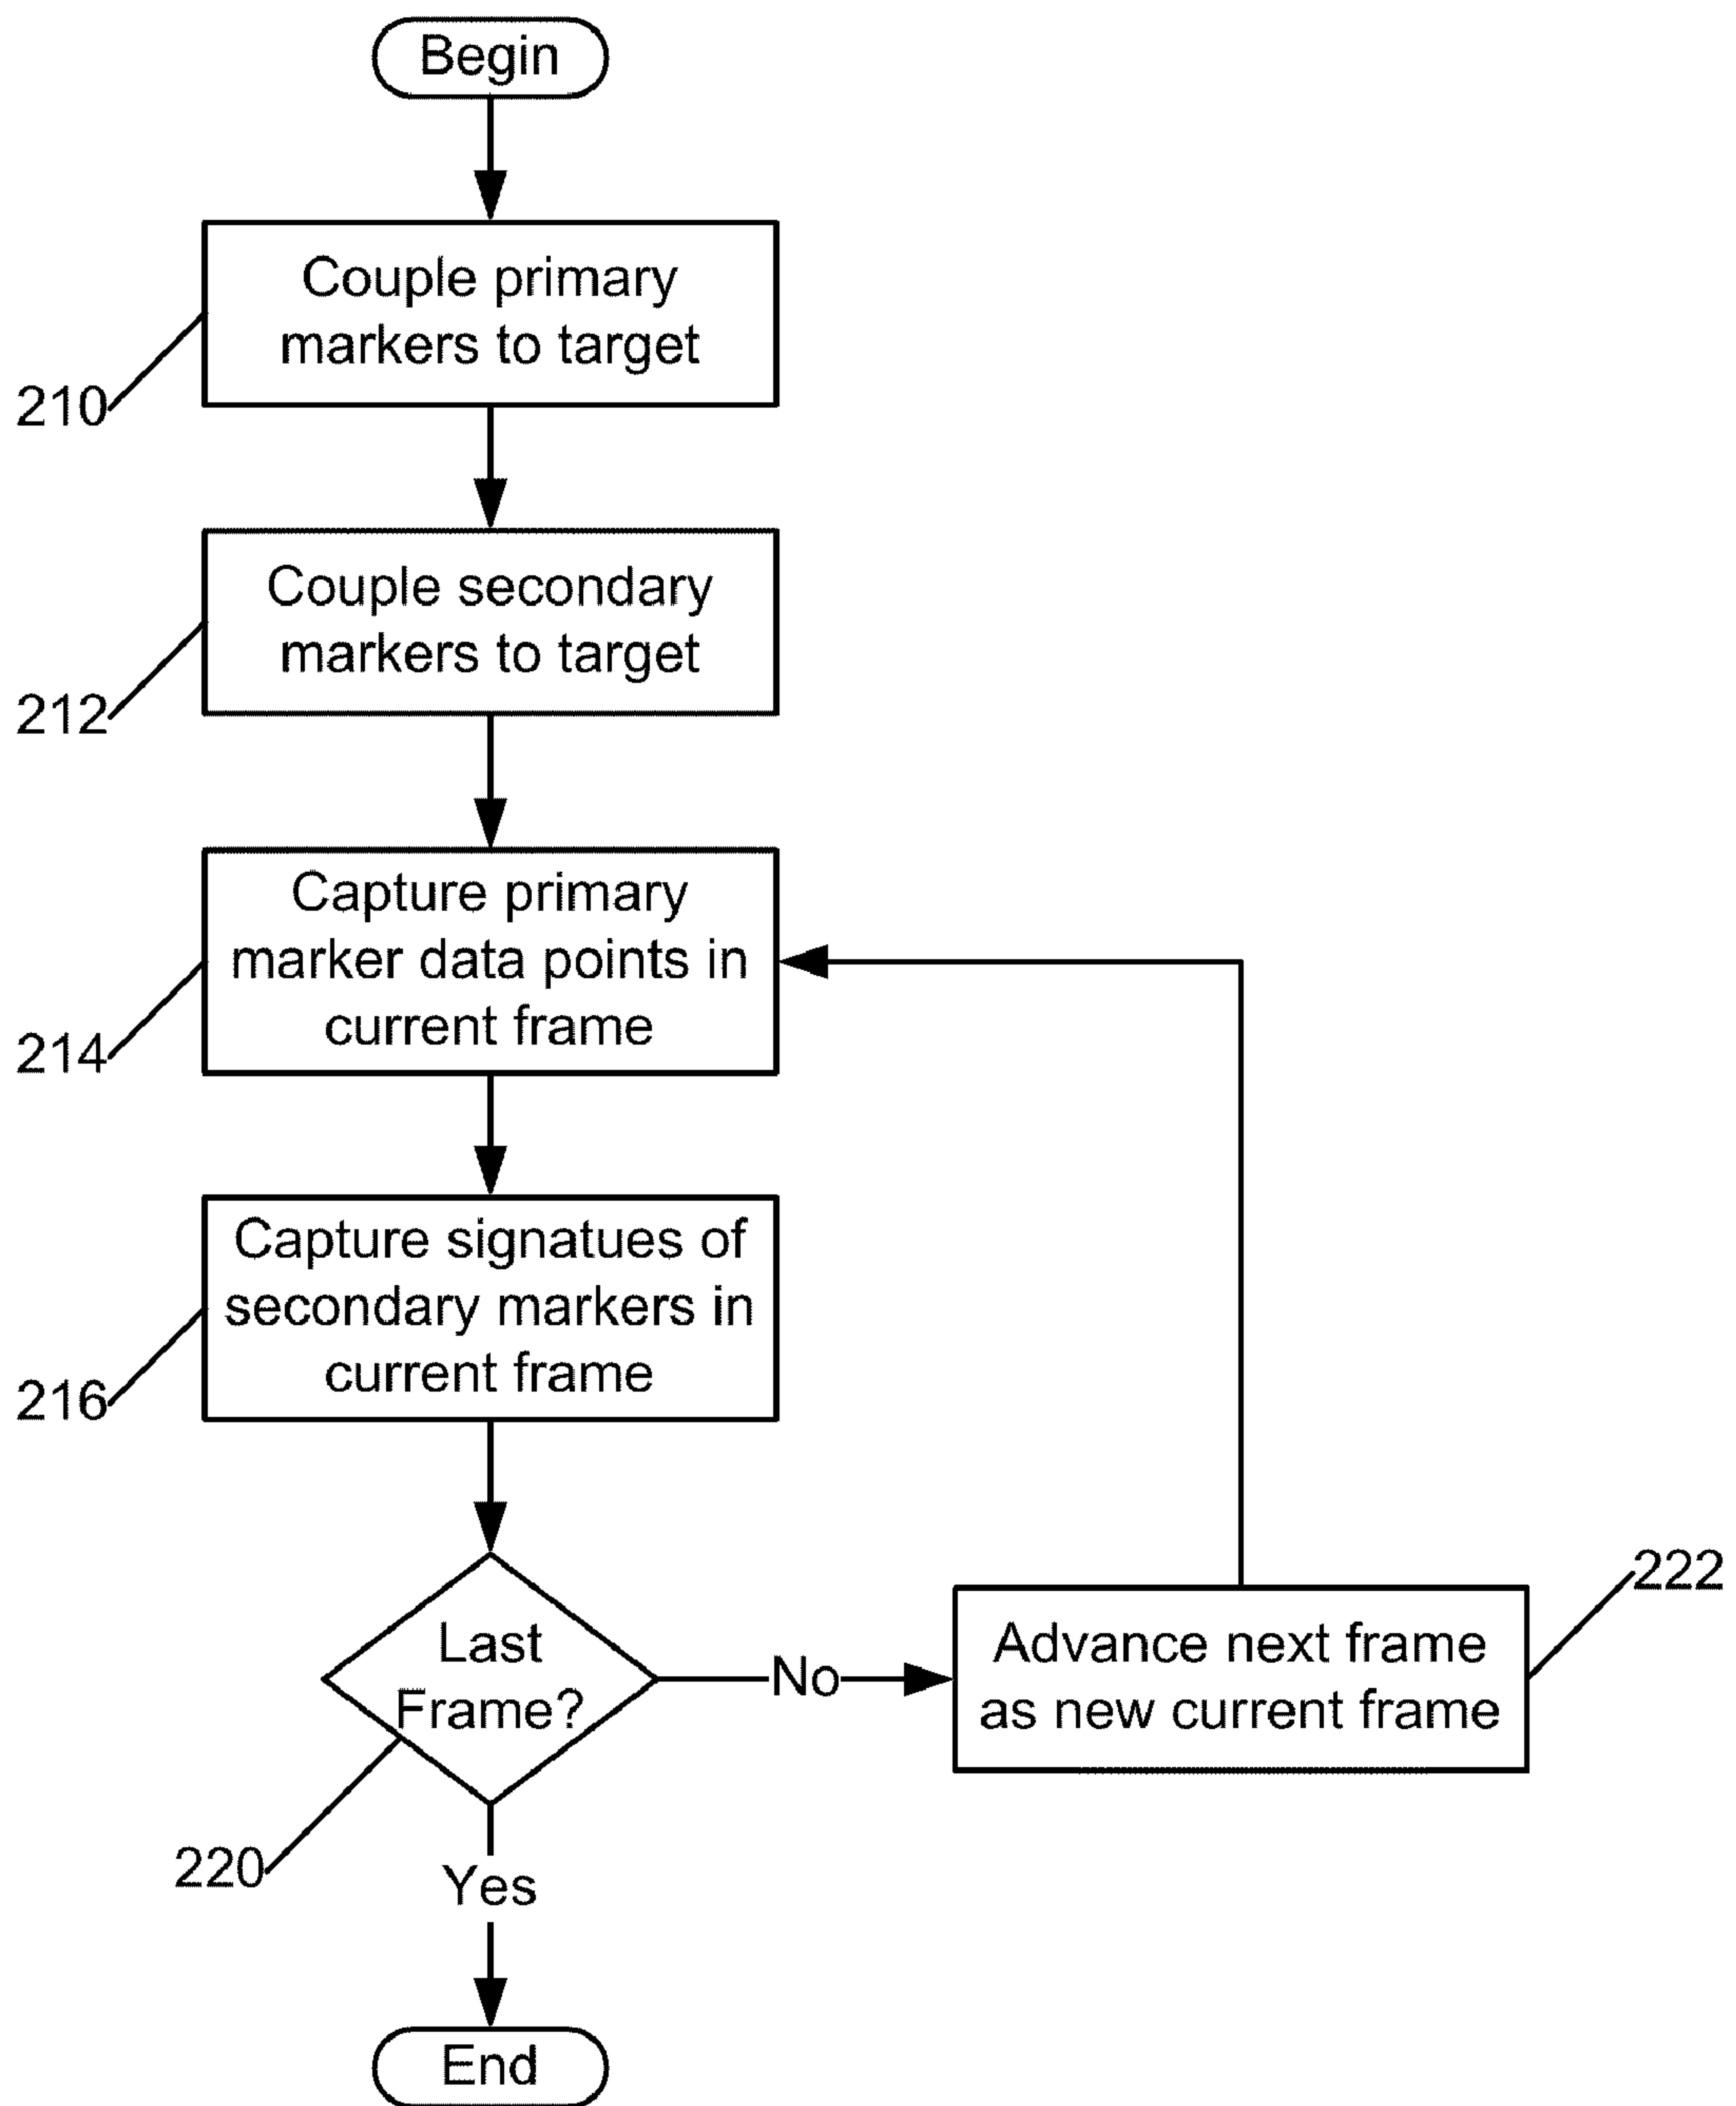 Begin
Couple primary
markers to target
210
Couple secondary
markers to target
212
Capture primary
marker data points in
current frame
214
Capture signatues of
secondary markers in
current frame
216
Last
Frame?
220
No
Advance next frame
as new current frame
222
Yes
End